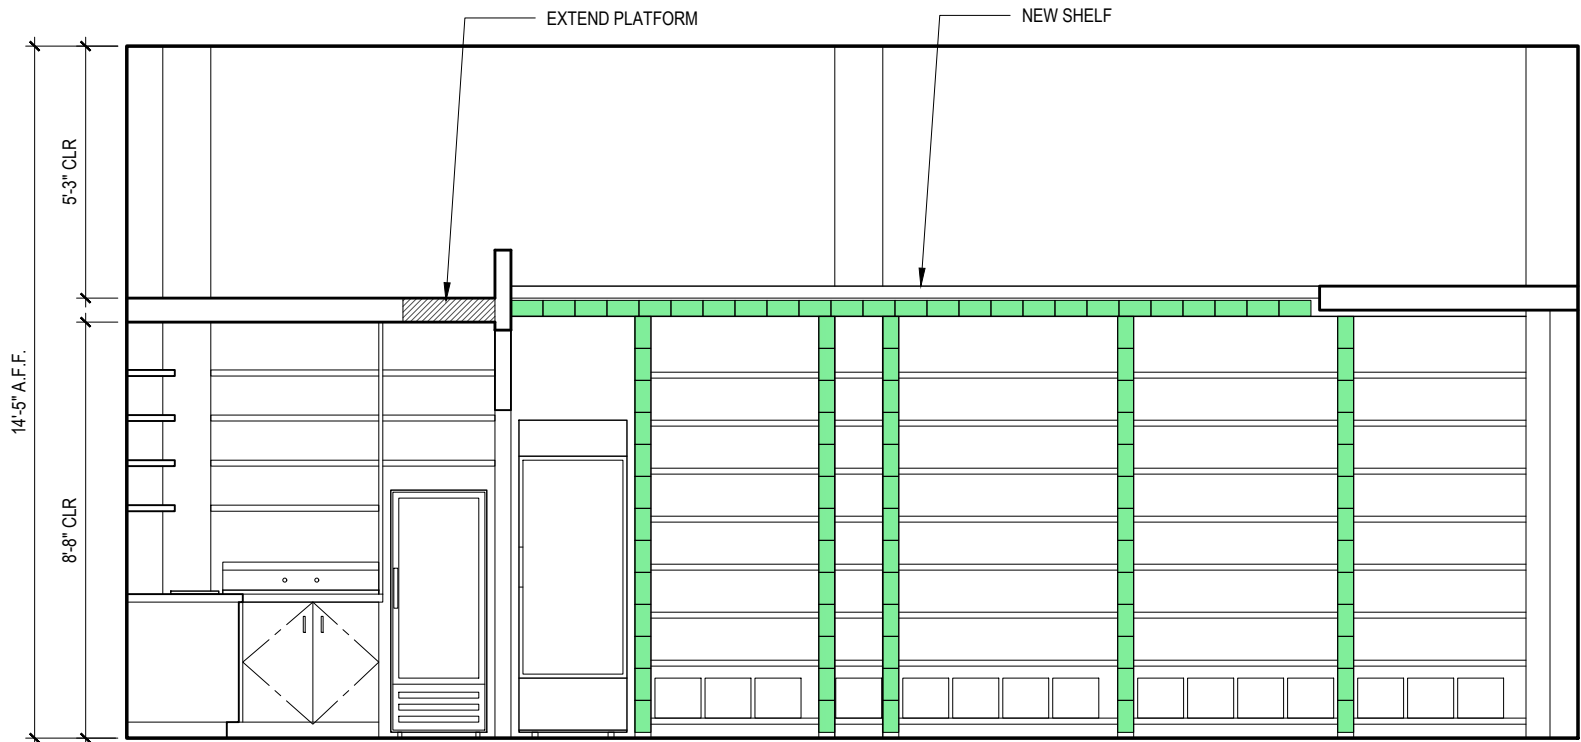 EXTEND PLATFORM
NEW SHELF
5'-3" CLR
14'-5" A.F.F.
8'-8" CLR